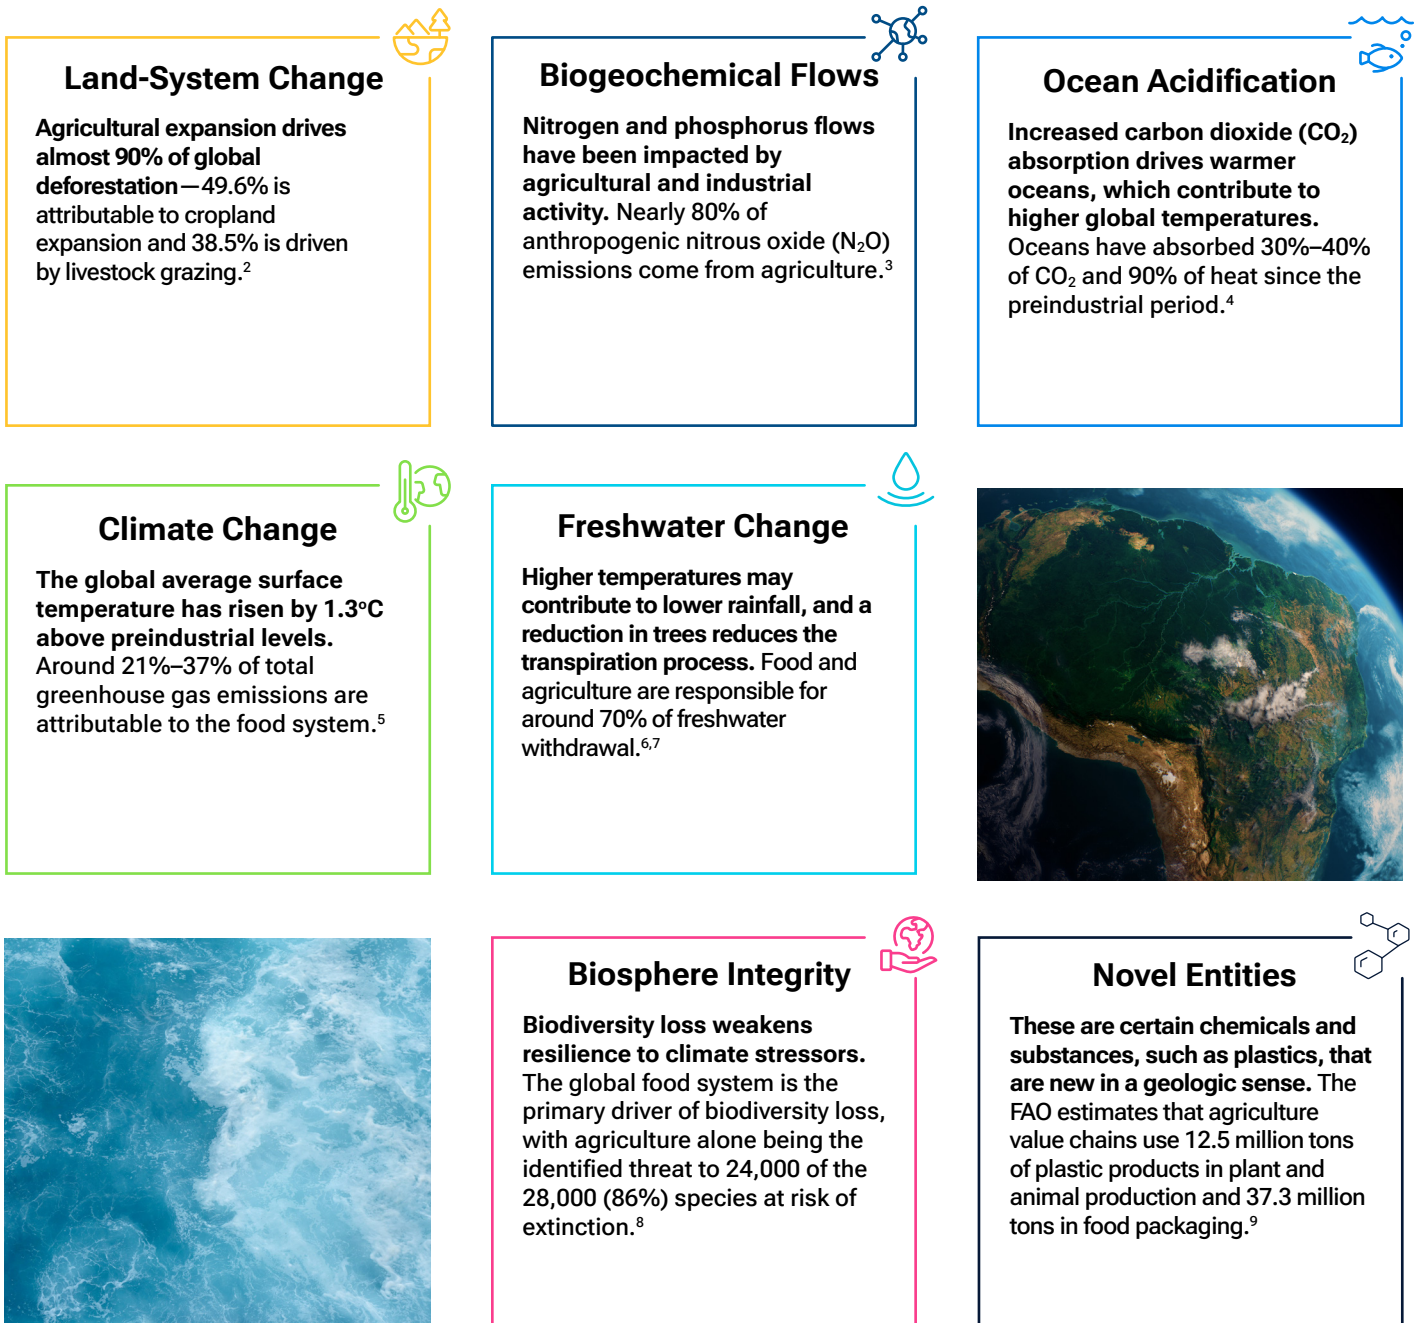 Land-System Change
Agricultural expansion drives
almost 90% of global
deforestation—49.6% is
attributable to cropland
expansion and 38.5% is driven
by livestock grazing.²
Biogeochemical Flows
Nitrogen and phosphorus flows
have been impacted by
agricultural and industrial
activity. Nearly 80% of
anthropogenic nitrous oxide (N₂O)
emissions come from agriculture.³
Ocean Acidification
Increased carbon dioxide (CO₂)
absorption drives warmer
oceans, which contribute to
higher global temperatures.
Oceans have absorbed 30%–40%
of CO₂ and 90% of heat since the
preindustrial period.⁴
Climate Change
The global average surface
temperature has risen by 1.3ºC
above preindustrial levels.
Around 21%–37% of total
greenhouse gas emissions are
attributable to the food system.⁵
Freshwater Change
Higher temperatures may
contribute to lower rainfall, and a
reduction in trees reduces the
transpiration process. Food and
agriculture are responsible for
around 70% of freshwater
withdrawal.⁶,⁷
Biosphere Integrity
Biodiversity loss weakens
resilience to climate stressors.
The global food system is the
primary driver of biodiversity loss,
with agriculture alone being the
identified threat to 24,000 of the
28,000 (86%) species at risk of
extinction.⁸
Novel Entities
These are certain chemicals and
substances, such as plastics, that
are new in a geologic sense. The
FAO estimates that agriculture
value chains use 12.5 million tons
of plastic products in plant and
animal production and 37.3 million
tons in food packaging.⁹